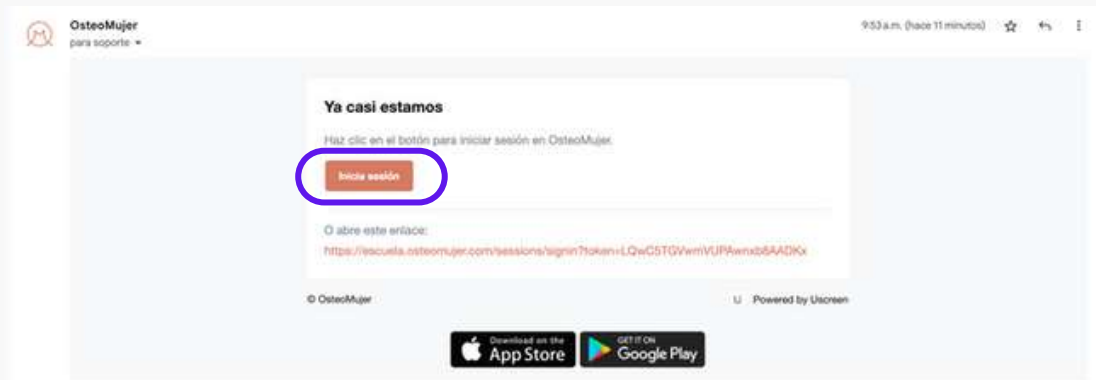 OsteoMujer
9:53 a.m. (hace 11 minutos)
para soporte
Ya casi estamos
Haz clic en el botón para iniciar sesión en OsteoMujer.
Inicia sesión
O abre este enlace:
© OsteoMujer
U Powered by Uscreen
Download on the
App Store
GET IT ON
Google Play